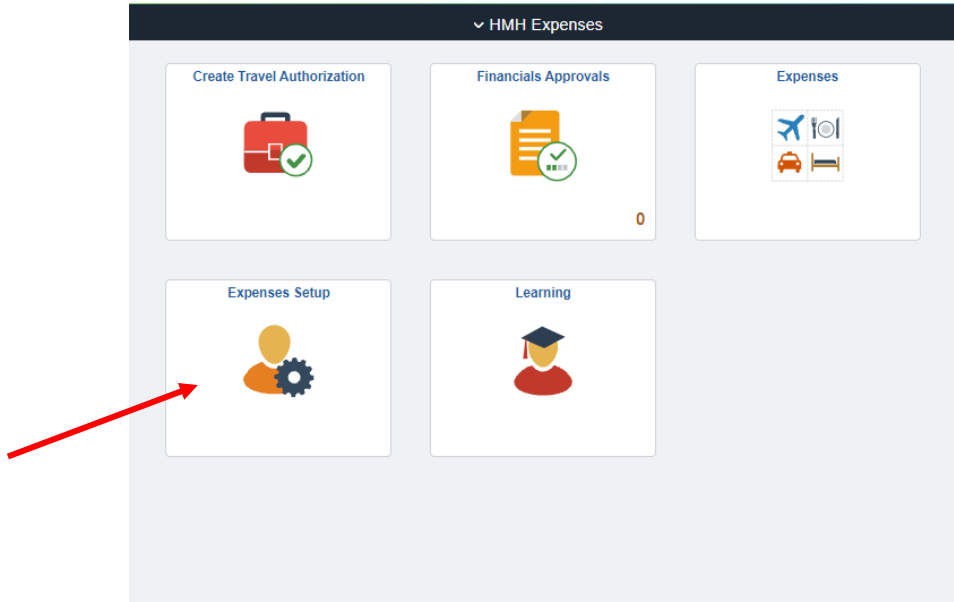 HMH Expenses
Create Travel Authorization
Financials Approvals
Expenses
0
Expenses Setup
Learning